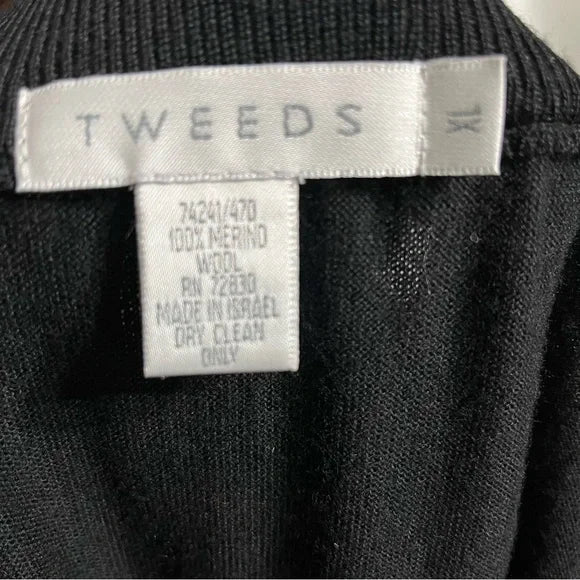 TWEEDS
1X
74241/470
100% MERINO
WOOL
RN 72830
MADE IN ISRAEL
DRY CLEAN
ONLY